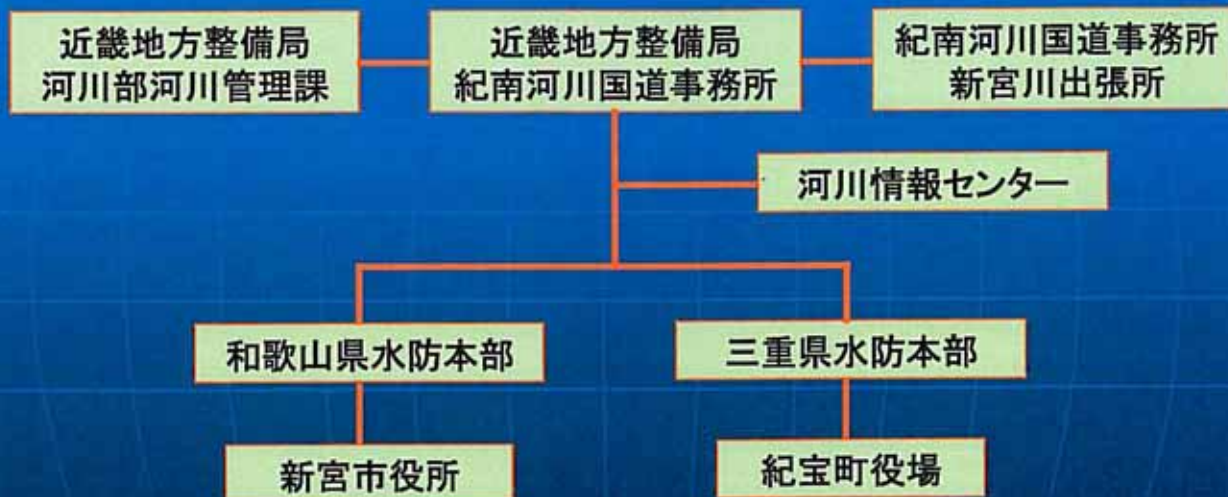 近畿地方整備局
河川部河川管理課
近畿地方整備局
紀南河川国道事務所
紀南河川国道事務所
新宮川出張所
河川情報センター
和歌山県水防本部
三重県水防本部
新宮市役所
紀宝町役場